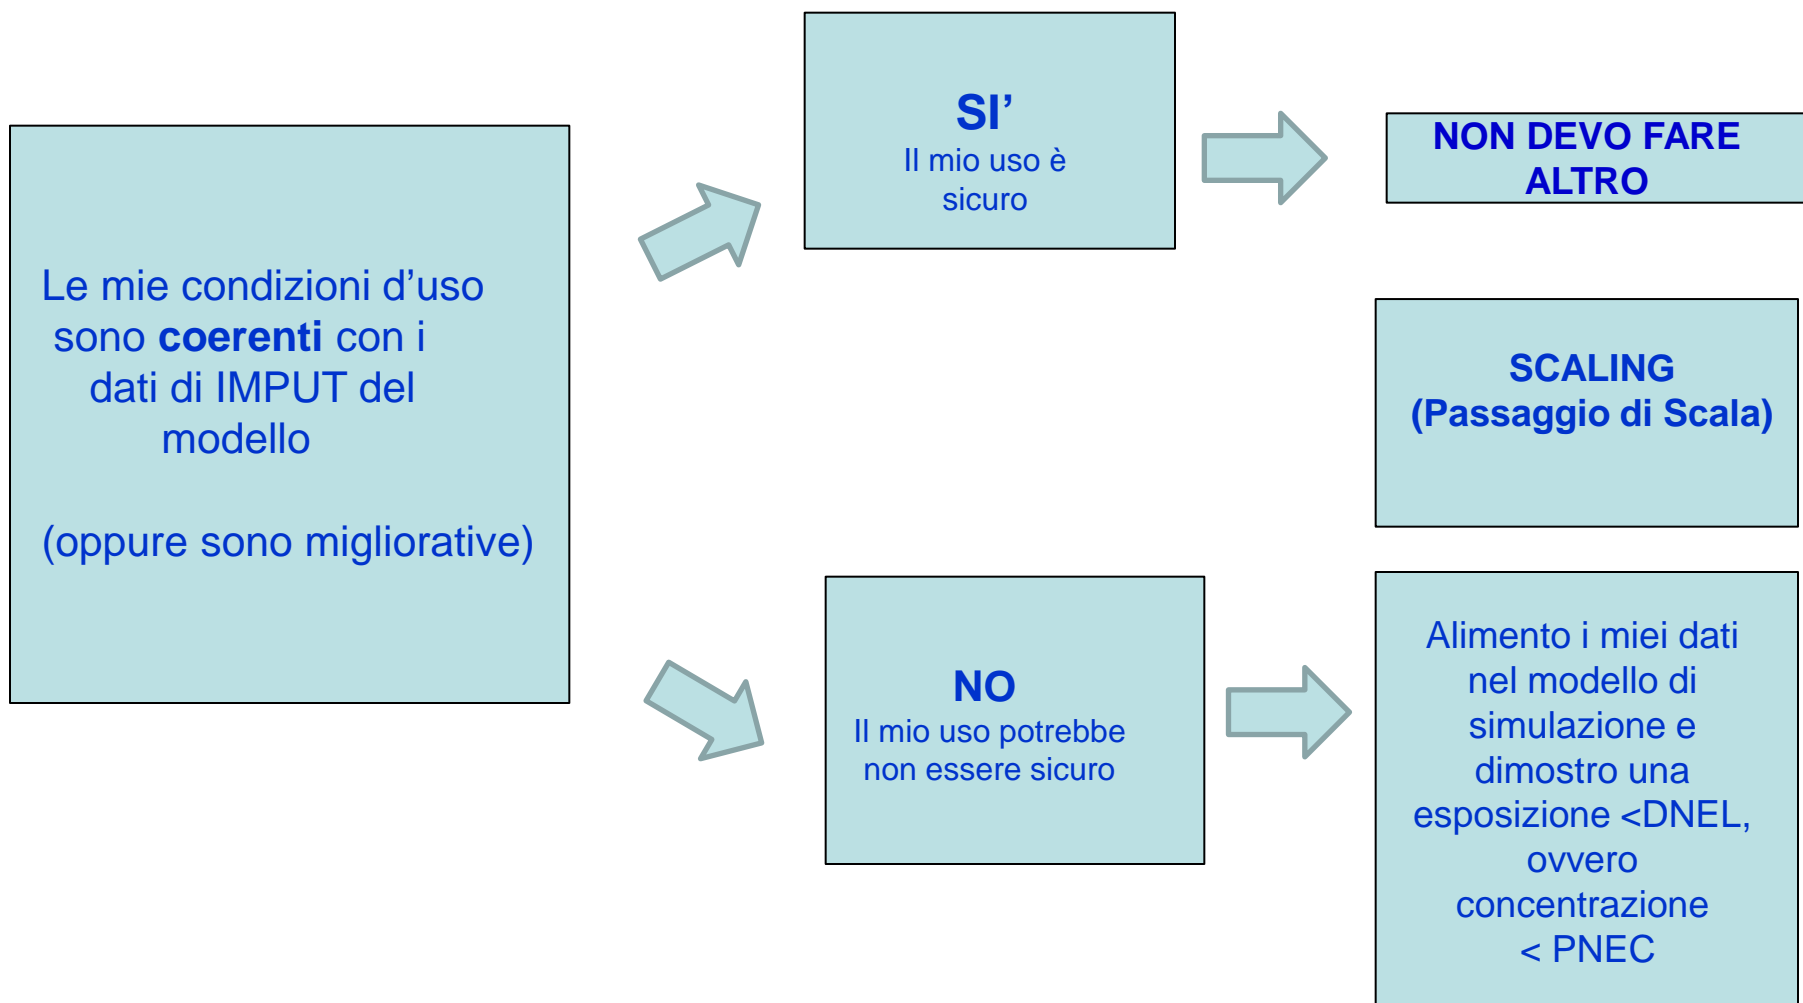 Le mie condizioni d’uso
sono coerenti con i
dati di IMPUT del
modello
(oppure sono migliorative)
SI’
Il mio uso è
sicuro
NON DEVO FARE
ALTRO
SCALING
(Passaggio di Scala)
NO
Il mio uso potrebbe
non essere sicuro
Alimento i miei dati
nel modello di
simulazione e
dimostro una
esposizione <DNEL,
ovvero
concentrazione
< PNEC